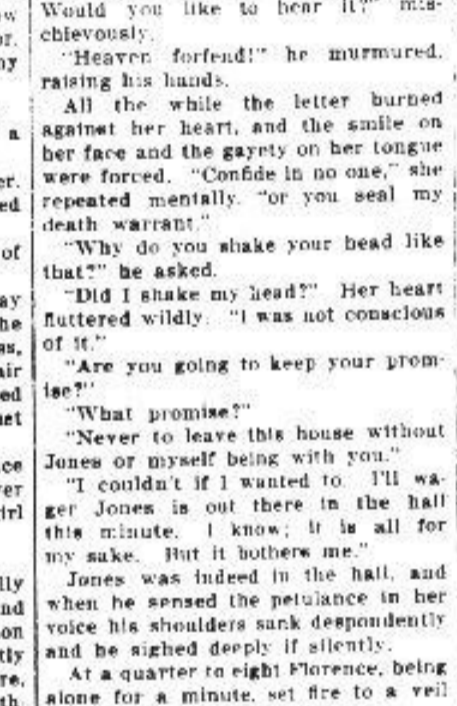 Would you like to hear it?" mis-
chievously.
"Heaven forfend!" he murmured,
raising his hands.
All the while the letter burned
against her heart, and the smile on
her face and the gayety on her tongue
were forced. "Confide in no one," she
repeated mentally, "or you seal my
death warrant."
"Why do you shake your head like
that?" he asked.
"Did I shake my head?" Her heart
fluttered wildly. "I was not conscious
of it."
"Are you going to keep your prom-
ise?"
"What promise?"
"Never to leave this house without
Jones or myself being with you."
"I couldn't if I wanted to. I'll wa-
ger Jones is out there in the hall
this minute. I know; it is all for
my sake. But it bothers me."
Jones was indeed in the hall, and
when he sensed the petulance in her
voice his shoulders sank despondently
and he sighed deeply if silently.
At a quarter to eight Florence, being
alone for a minute, set fire to a veil